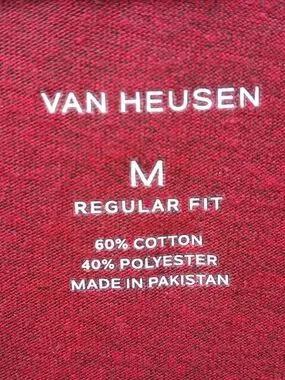 VAN HEUSEN
M
REGULAR FIT
60% COTTON
40% POLYESTER
MADE IN PAKISTAN